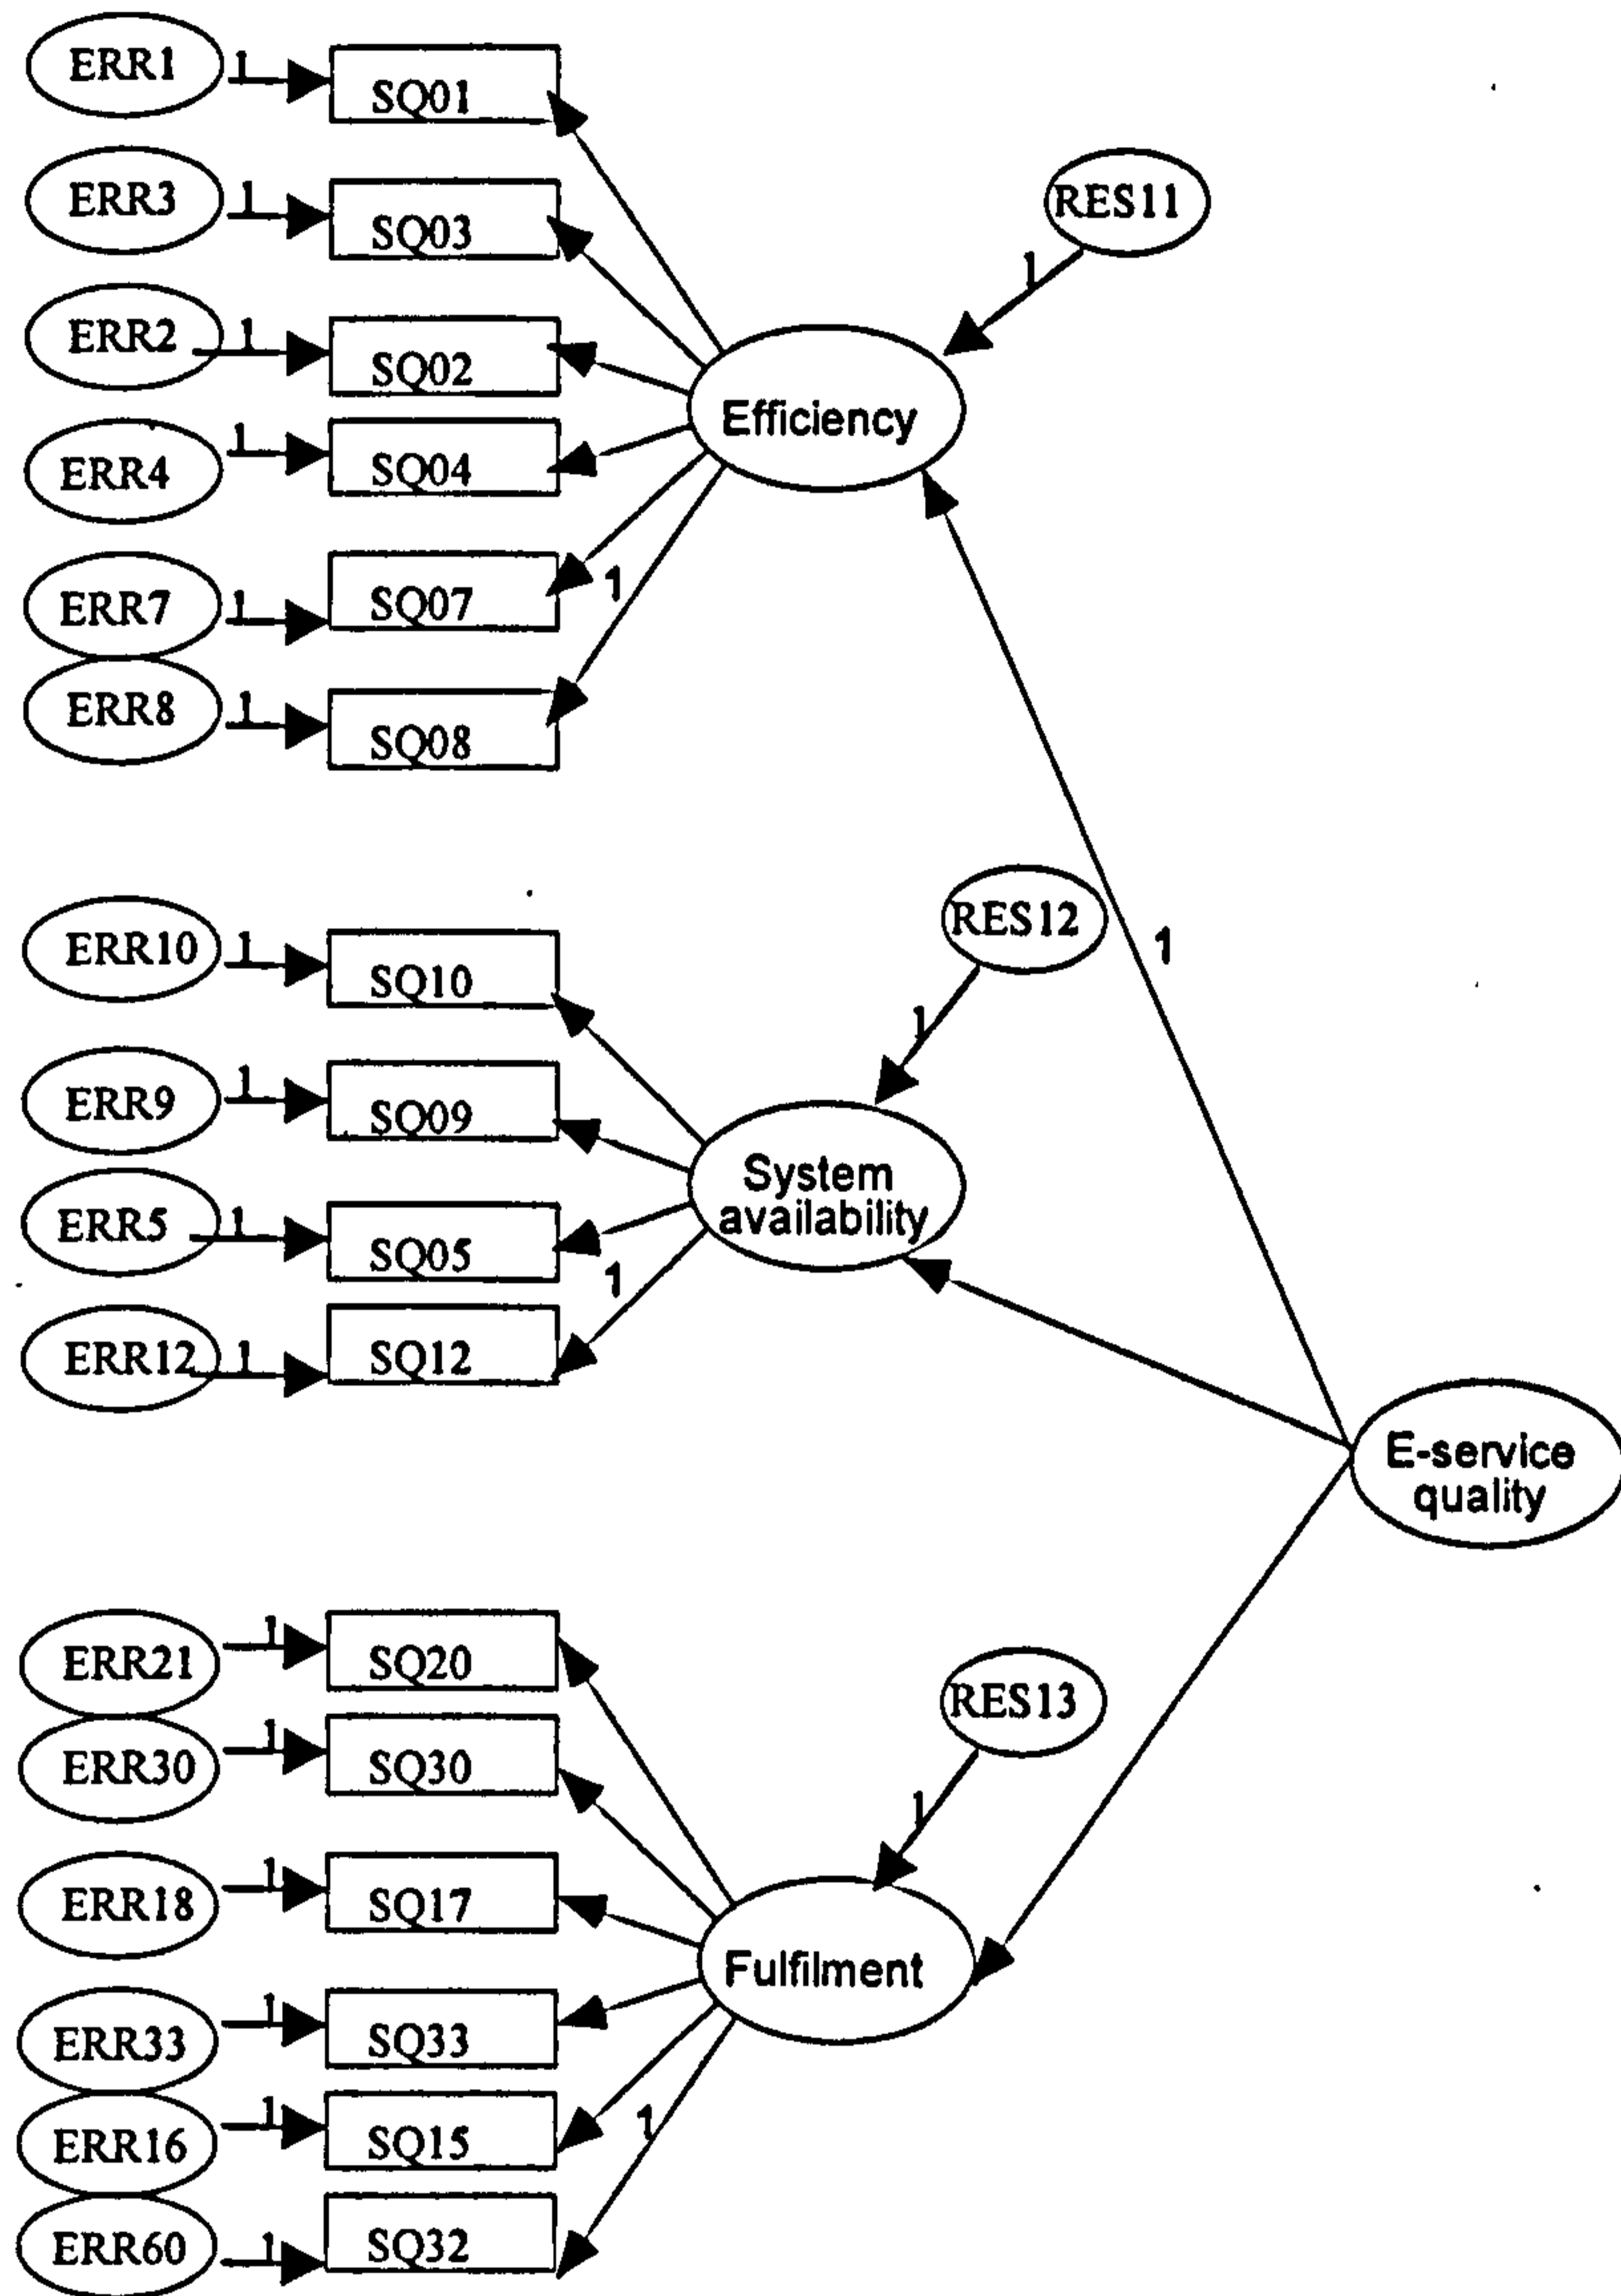 ERR1 1 SQ01
ERR3 1 SQ03
RES11
1
ERR2 1 SQ02
Efficiency
ERR4 1 SQ04
ERR7 1 SQ07
1
ERR8 1 SQ08
RES12
1
ERR10 1 SQ10
1
ERR9 1 SQ09
System
availability
ERR5 1 SQ05
1
ERR12 1 SQ12
E-service
quality
ERR21 1 SQ20
RES13
ERR30 1 SQ30
1
ERR18 1 SQ17
Fulfilment
ERR33 1 SQ33
ERR16 1 SQ15
1
ERR60 1 SQ32